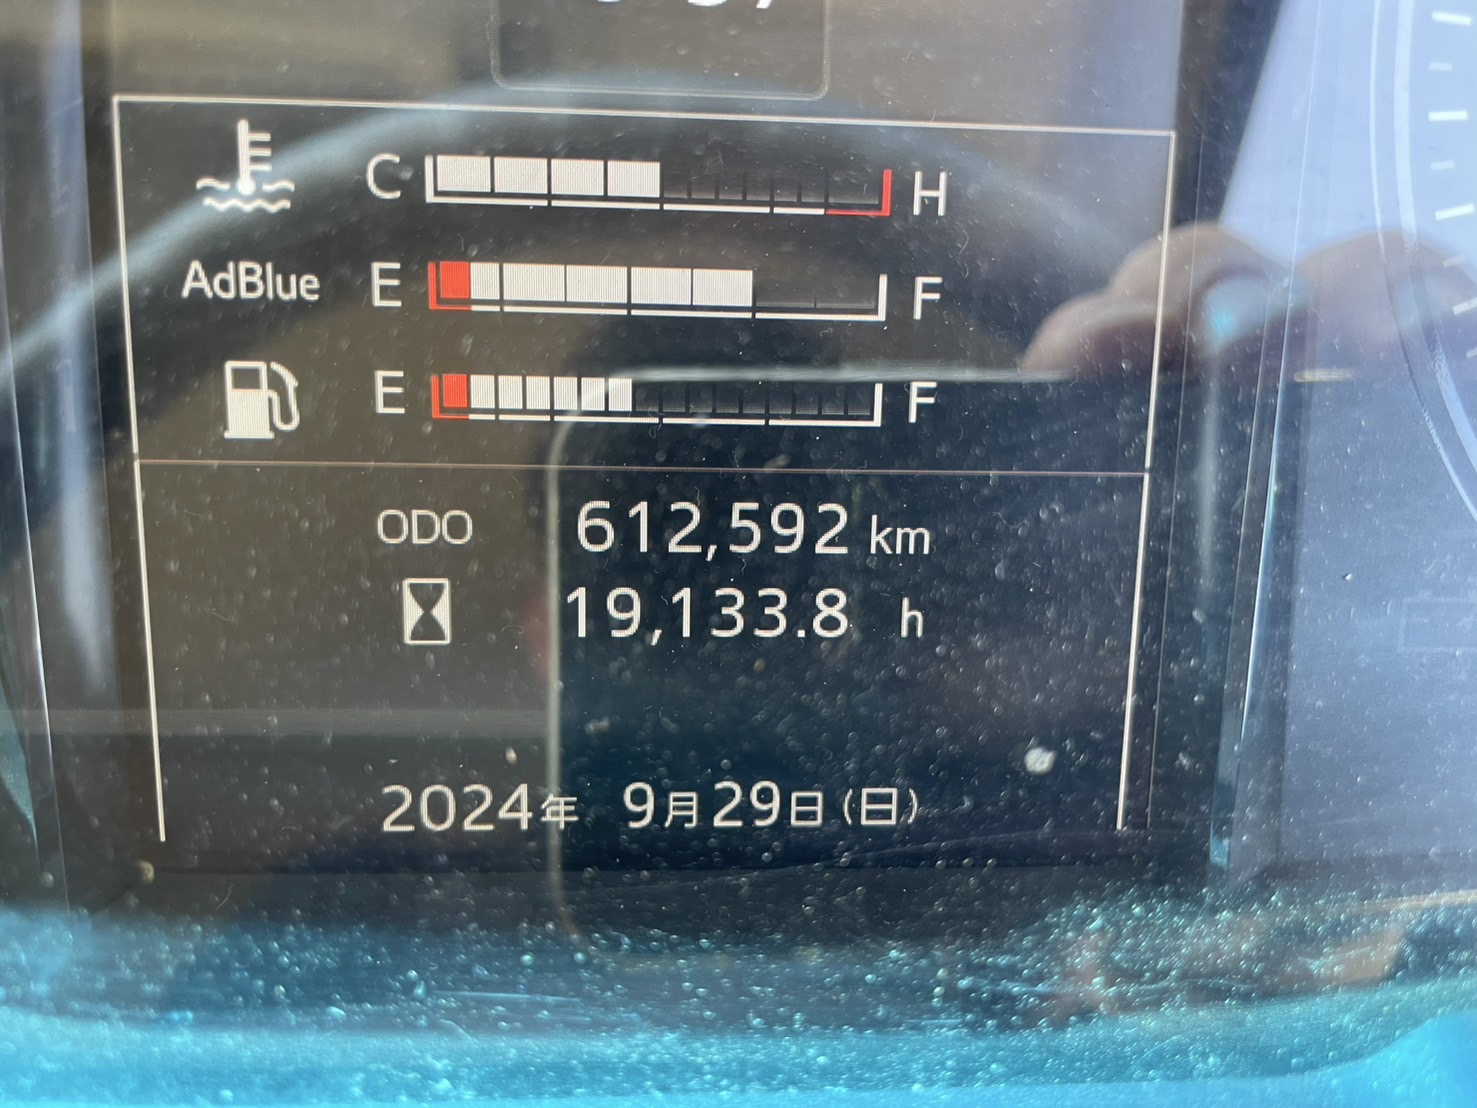 C H
AdBlue E F
E F
ODO 612,592 km
19,133.8 h
2024年 9月29日(日)